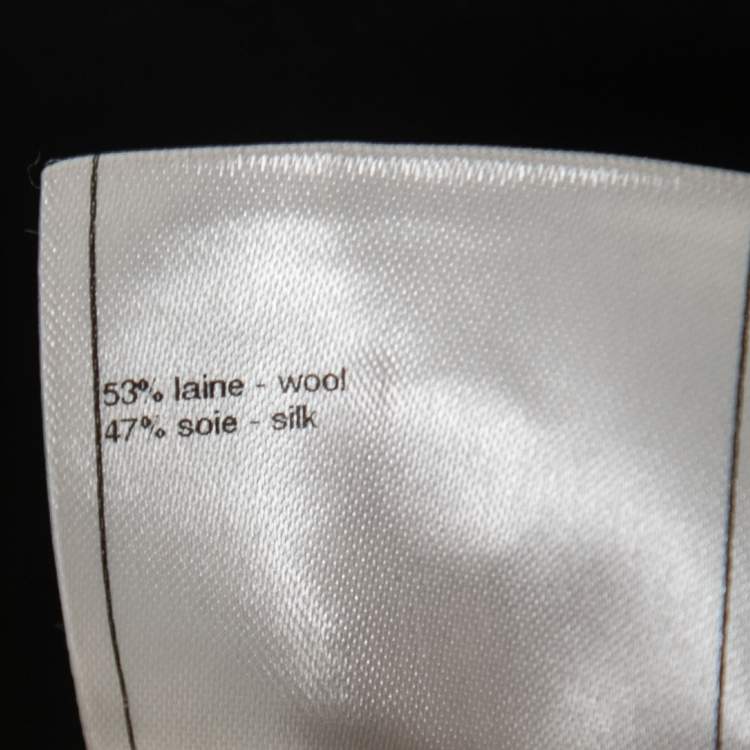 53% laine - wool
47% soie - silk